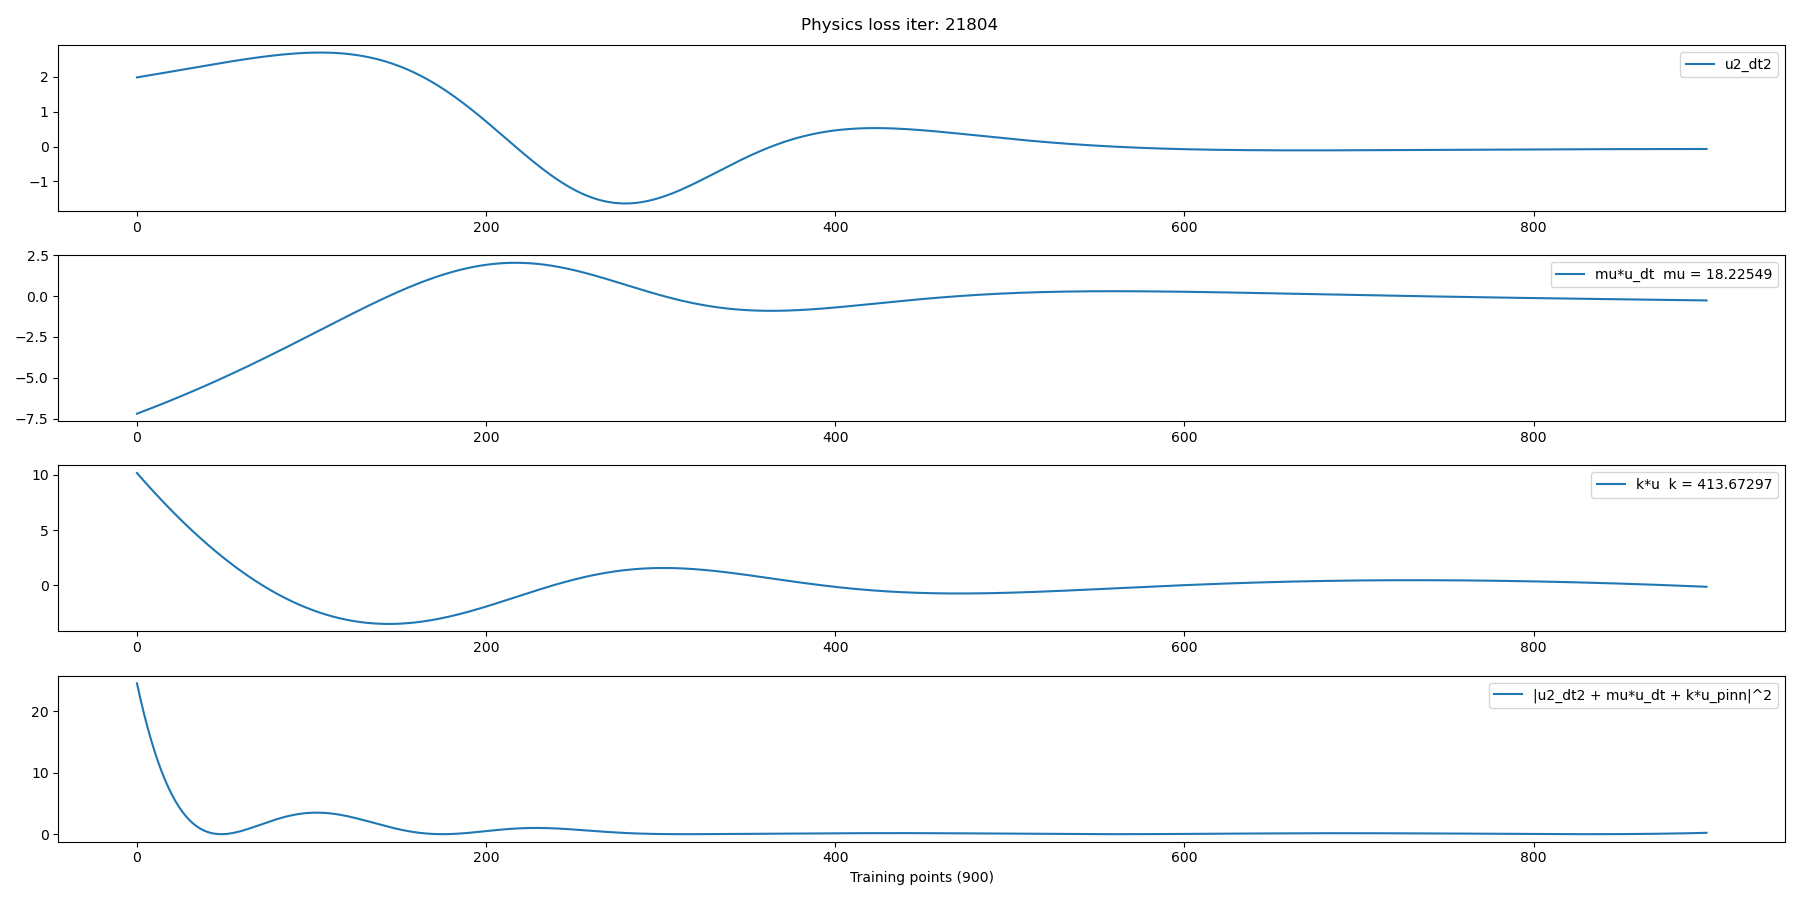 Physics loss iter: 21804
u2_dt2
2
1
0
−1
0 200 400 600 800
mu*u_dt  mu = 18.22549
2.5
0.0
−2.5
−5.0
−7.5
0 200 400 600 800
k*u  k = 413.67297
10
5
0
0 200 400 600 800
|u2_dt2 + mu*u_dt + k*u_pinn|^2
20
10
0
0 200 400 600 800
Training points (900)